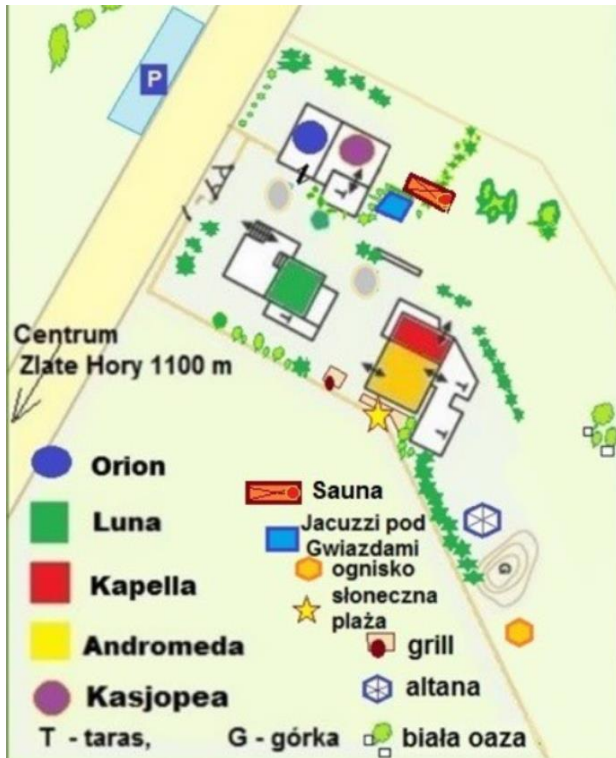 P
T
T
Centrum
Zlate Hory 1100 m
T
T
G
Orion
Luna
Kapella
Andromeda
Kasjopea
T - taras, G - górka
Sauna
Jacuzzi pod
Gwiazdami
ognisko
słoneczna
plaża
grill
altana
biała oaza